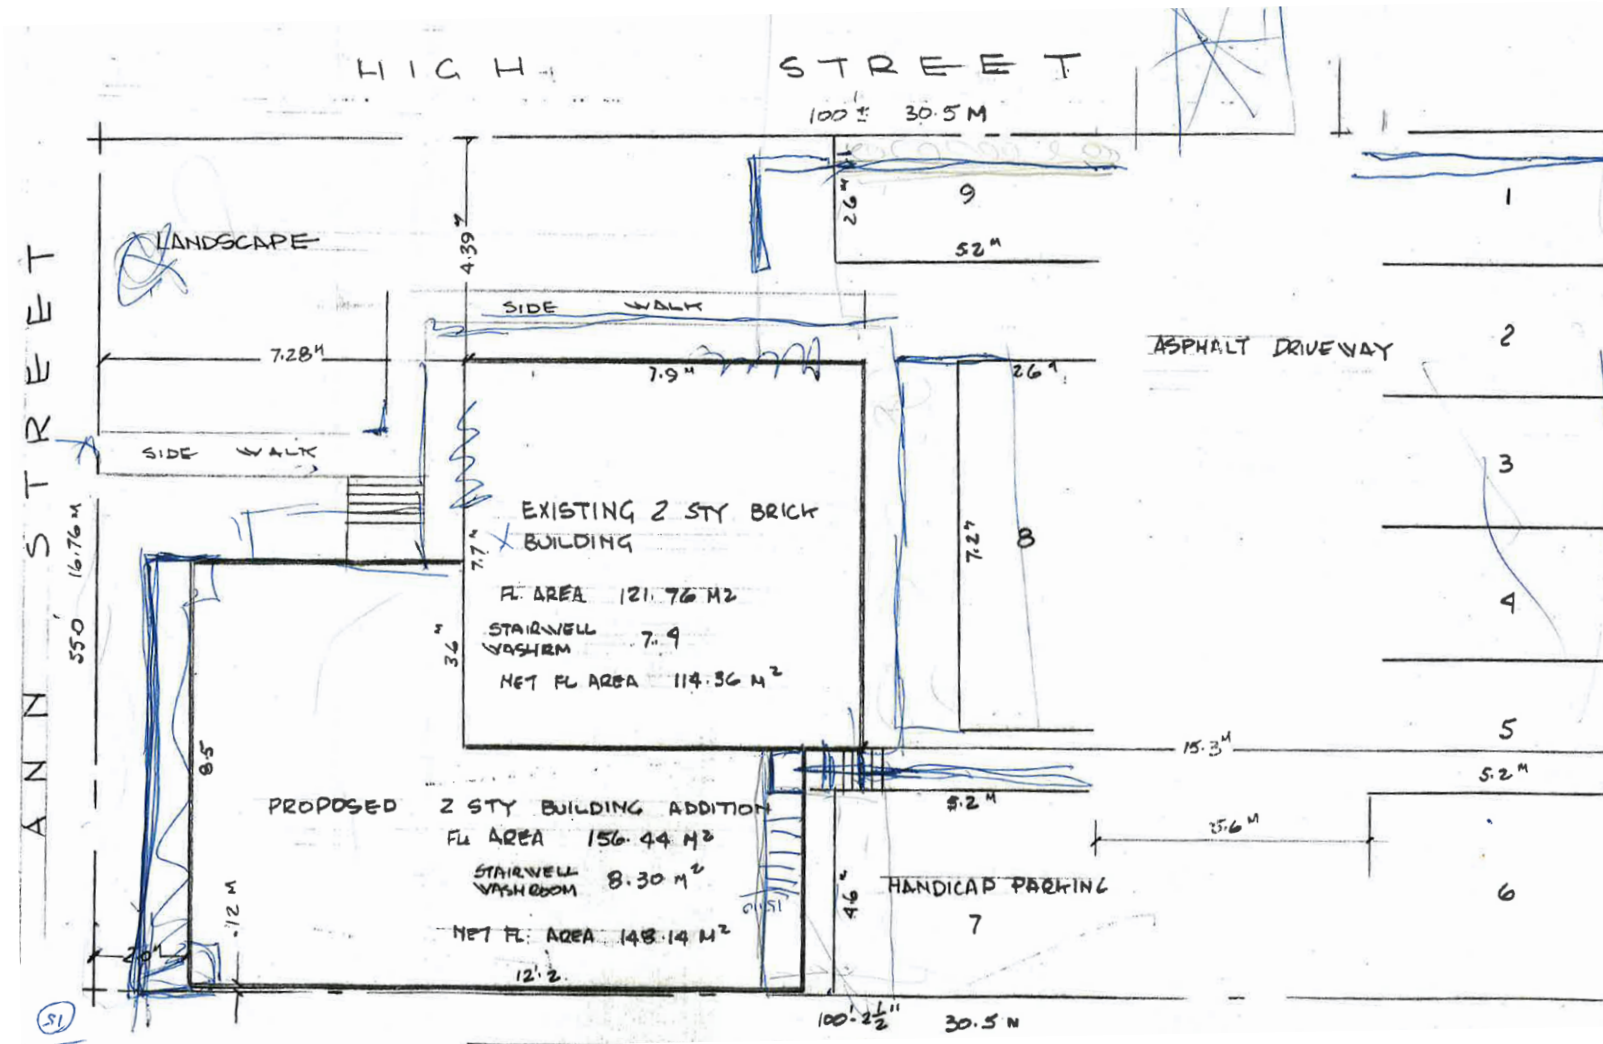 HIGH STREET
100'± 30.5 M
ANN STREET
550' 16.76 M
LANDSCAPE
4.39 M
26 M
9
52 M
1
SIDE WALK
7.28 M
7.9 M
26 M
ASPHALT DRIVEWAY
2
SIDE WALK
3
EXISTING 2 STY BRICK
BUILDING
7.7 M
7.2 M
8
FL. AREA 121.76 M2
4
STAIRWELL
WASHRM 7.4
36 M
NET FL AREA 114.36 M²
5
15.3 M
5.2 M
8.5
PROPOSED 2 STY BUILDING ADDITION
FL AREA 156.44 M²
5.2 M
5.6 M
STAIRWELL
WASHROOM 8.30 M²
.12 M
46 M
HANDICAP PARKING
7
6
NET FL. AREA 148.14 M²
2.0 M
12.2
100'-2½" 30.5 M